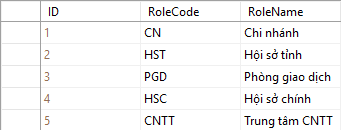 ID RoleCode RoleName
1 CN Chi nhánh
2 HST Hội sở tỉnh
3 PGD Phòng giao dịch
4 HSC Hội sở chính
5 CNTT Trung tâm CNTT